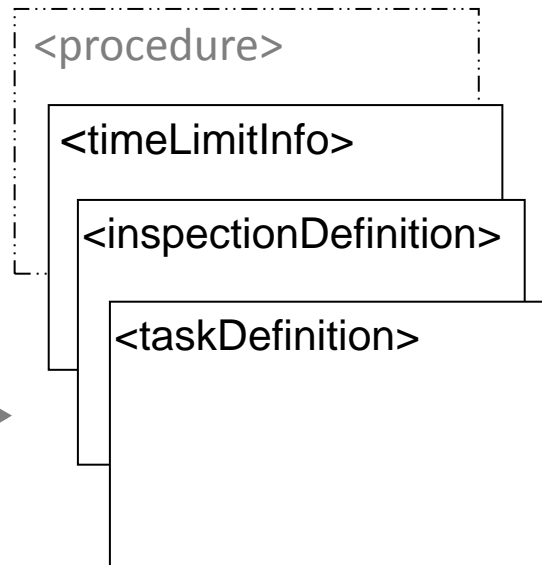 <procedure>
<timeLimitInfo>
<inspectionDefinition>
<taskDefinition>